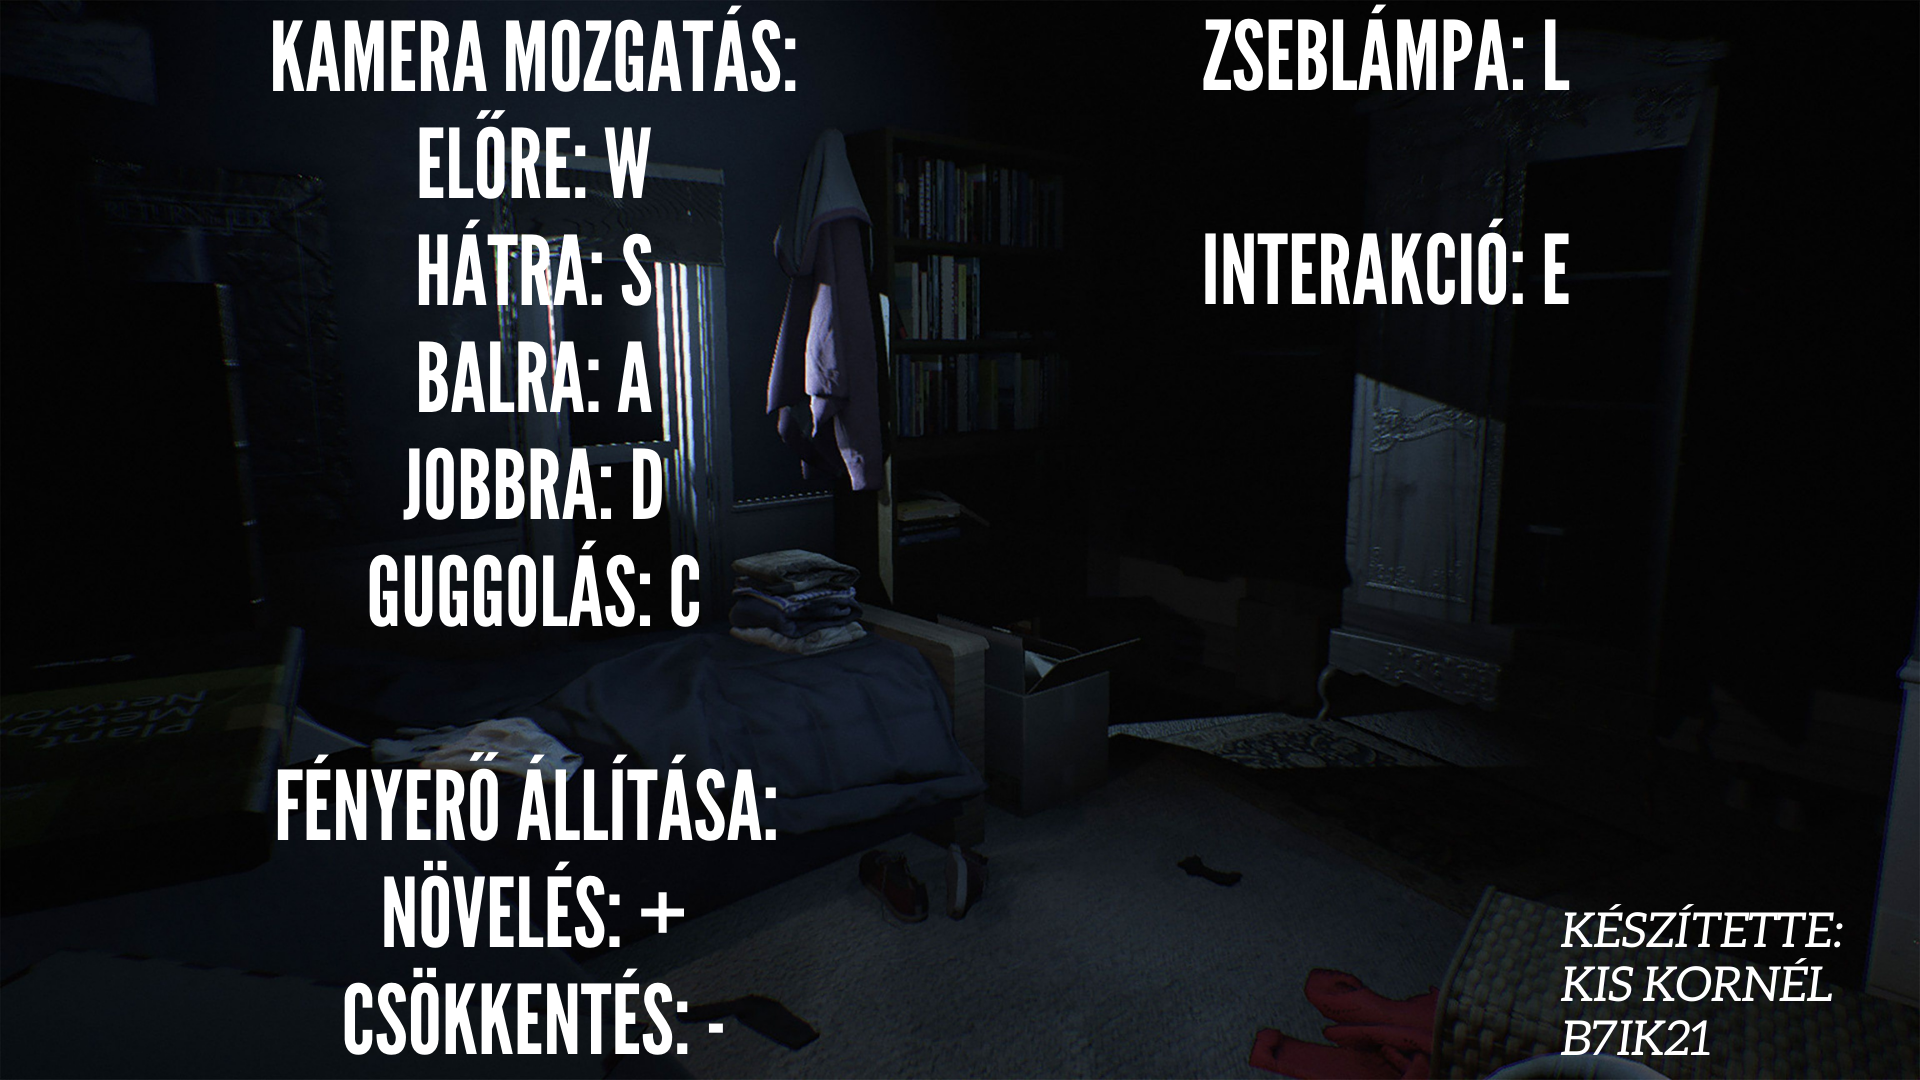 KAMERA MOZGATÁS:
ELŐRE: W
HÁTRA: S
BALRA: A
JOBBRA: D
GUGGOLÁS: C
FÉNYERŐ ÁLLÍTÁSA:
NÖVELÉS: +
CSÖKKENTÉS: -
ZSEBLÁMPA: L
INTERAKCIÓ: E
KÉSZÍTETTE:
KIS KORNÉL
B7IK21